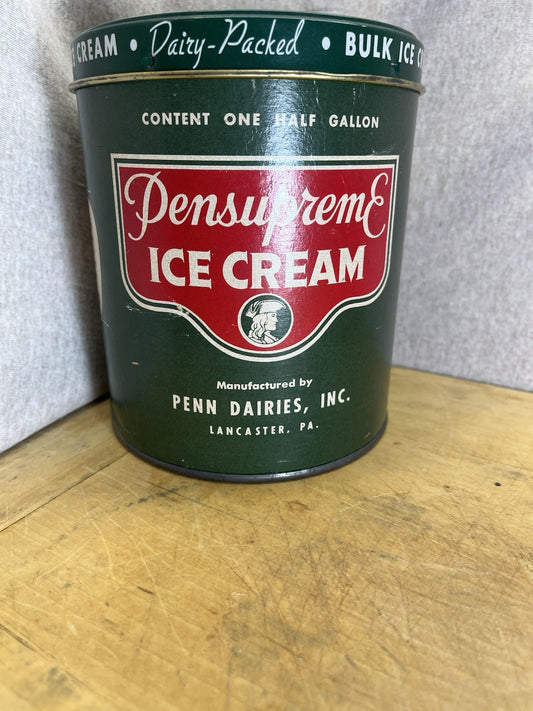 CREAM • Dairy-Packed • BULK ICE
CONTENT ONE HALF GALLON
PensupremE
ICE CREAM
Manufactured by
PENN DAIRIES, INC.
LANCASTER, PA.